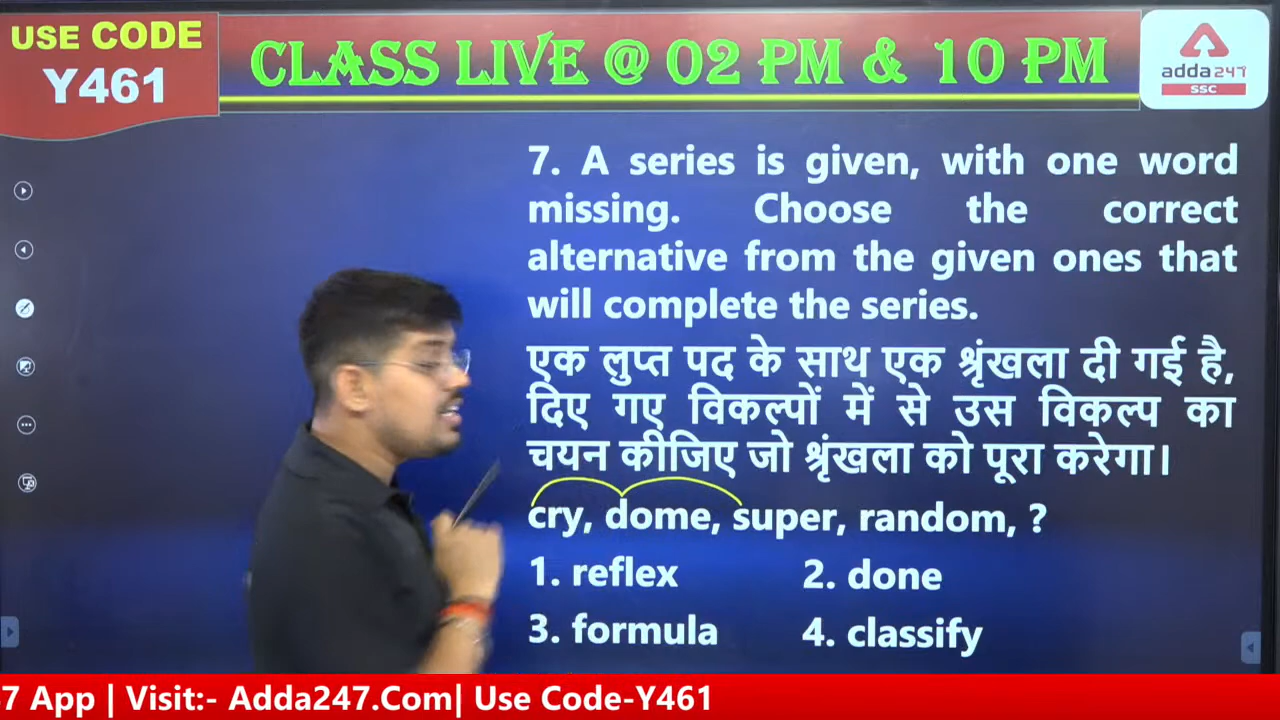 USE CODE
Y461
CLASS LIVE @ 02 PM & 10 PM
adda247
SSC
7. A series is given, with one word
missing. Choose the correct
alternative from the given ones that
will complete the series.
एक लुप्त पद के साथ एक श्रृंखला दी गई है,
दिए गए विकल्पों में से उस विकल्प का
चयन कीजिए जो श्रृंखला को पूरा करेगा।
cry, dome, super, random, ?
1. reflex 2. done
3. formula 4. classify
7 App | Visit:- Adda247.Com| Use Code-Y461